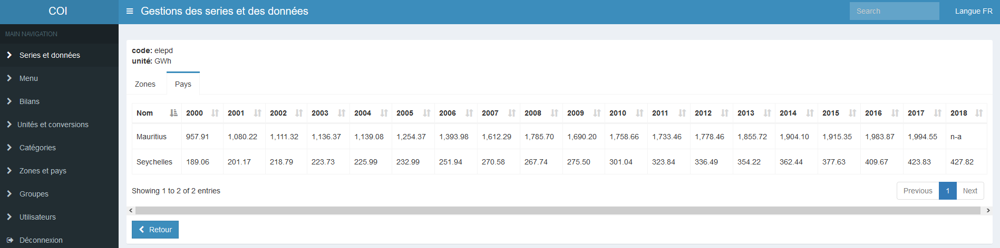 COI
Gestions des series et des données
Search
Langue FR
MAIN NAVIGATION
Series et données
Menu
Bilans
Unités et conversions
Catégories
Zones et pays
Groupes
Utilisateurs
Déconnexion
code: elepd
unité: GWh
Zones Pays
Nom 2000 2001 2002 2003 2004 2005 2006 2007 2008 2009 2010 2011 2012 2013 2014 2015 2016 2017 2018
Mauritius 957.91 1,080.22 1,111.32 1,136.37 1,139.08 1,254.37 1,393.98 1,612.29 1,785.70 1,690.20 1,758.66 1,733.46 1,778.46 1,855.72 1,904.10 1,915.35 1,983.87 1,994.55 n-a
Seychelles 189.06 201.17 218.79 223.73 225.99 232.99 251.94 270.58 267.74 275.50 301.04 323.84 336.49 354.22 362.44 377.63 409.67 423.83 427.82
Showing 1 to 2 of 2 entries
Previous 1 Next
Retour